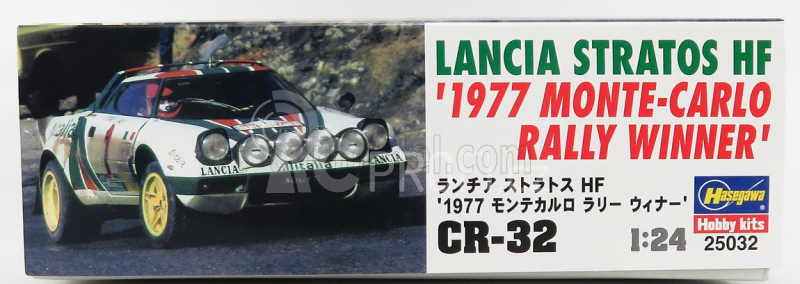 LANCIA STRATOS HF
'1977 MONTE-CARLO
RALLY WINNER'
ランチア ストラトス HF
'1977 モンテカルロ ラリー ウィナー'
CR-32
1:24
Hasegawa
Hobby kits
25032
1
LANCIA
alitalia
LANCIA